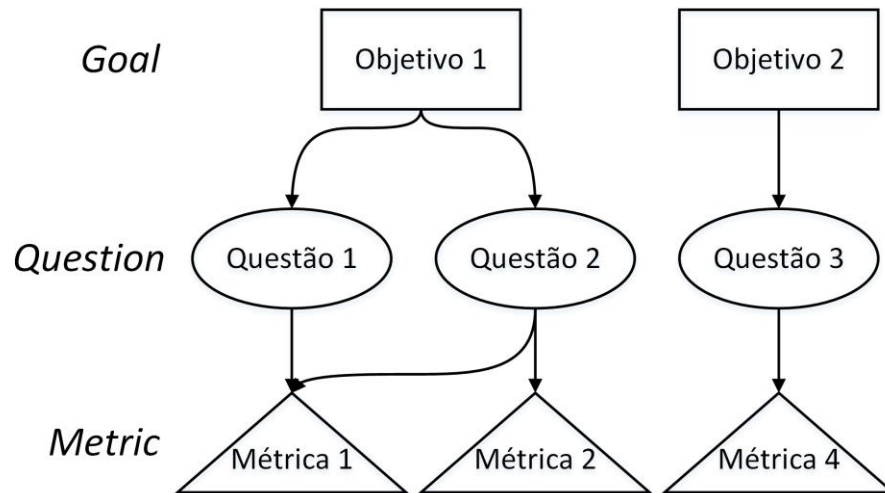 Goal
Objetivo 1
Objetivo 2
Question
Questão 1
Questão 2
Questão 3
Metric
Métrica 1
Métrica 2
Métrica 4